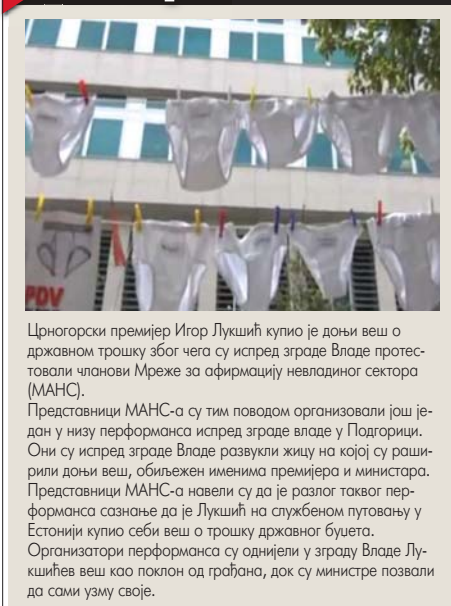 PDV
Црногорски премијер Игор Лукшић купио је доњи веш о
државном трошку због чега су испред зграде Владе протес-
товали чланови Мреже за афирмацију невладиног сектора
(МАНС).
Представници МАНС-а су тим поводом организовали још је-
дан у низу перформанса испред зграде владе у Подгорици.
Они су испред зграде Владе развукли жицу на којој су раши-
рили доњи веш, обиљежен именима премијера и министара.
Представници МАНС-а навели су да је разлог таквог пер-
форманса сазнање да је Лукшић на службеном путовању у
Естонији купио себи веш о трошку државног буџета.
Организатори перформанса су однијели у зграду Владе Лу-
кшићев веш као поклон од грађана, док су министре позвали
да сами узму своје.